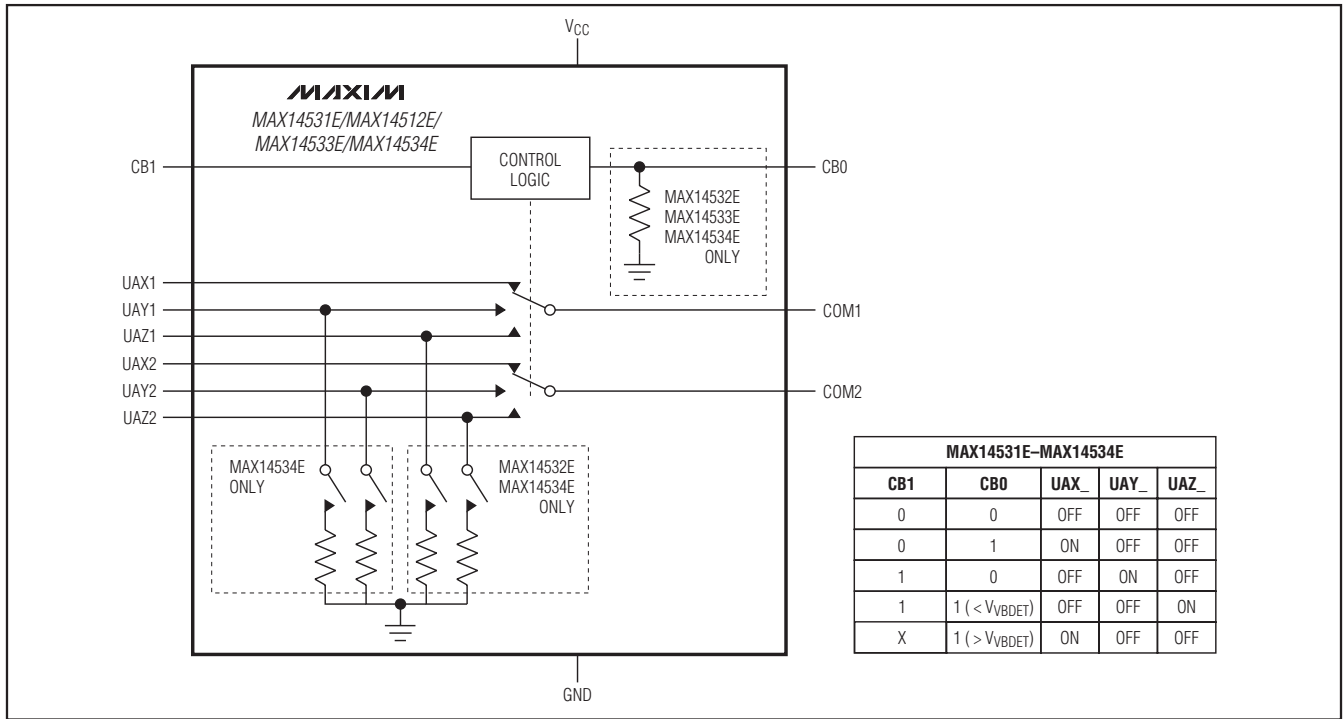 VCC
MAXIM
MAX14531E/MAX14512E/
MAX14533E/MAX14534E
CB1
CONTROL
LOGIC
CB0
MAX14532E
MAX14533E
MAX14534E
ONLY
UAX1
UAY1
UAZ1
UAX2
UAY2
UAZ2
COM1
COM2
MAX14534E
ONLY
MAX14532E
MAX14534E
ONLY
GND
MAX14531E–MAX14534E
CB1 CB0 UAX_ UAY_ UAZ_
0 0 OFF OFF OFF
0 1 ON OFF OFF
1 0 OFF ON OFF
1 1 ( < VVBDET) OFF OFF ON
X 1 ( > VVBDET) ON OFF OFF